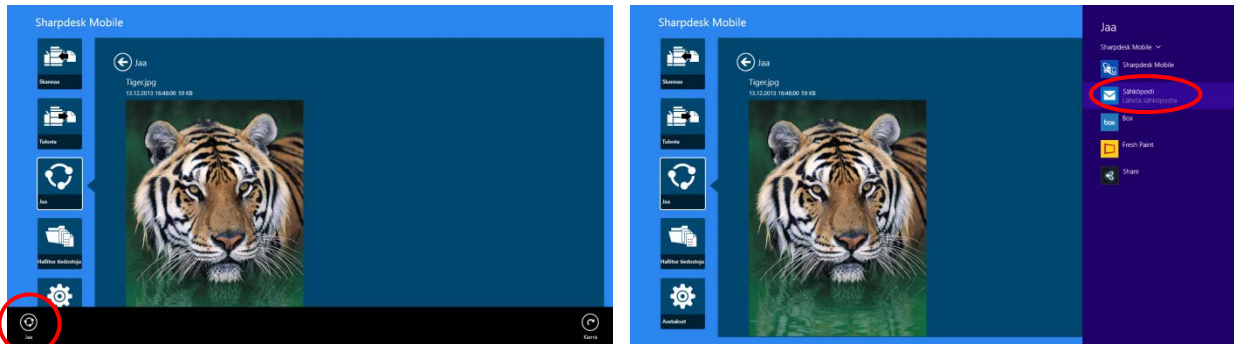 Sharpdesk Mobile
Skannaa
Tulosta
Jaa
Hallitse tiedostoja
Jaa
Tiger.jpg
13.12.2013 16:48:00 59 KB
Jaa
Kierrä
Sharpdesk Mobile
Skannaa
Tulosta
Jaa
Hallitse tiedostoja
Asetukset
Jaa
Tiger.jpg
13.12.2013 16:48:00 59 KB
Jaa
Sharpdesk Mobile
Sharpdesk Mobile
Sähköposti
Lähetä sähköpostia
box
Box
Fresh Paint
Share